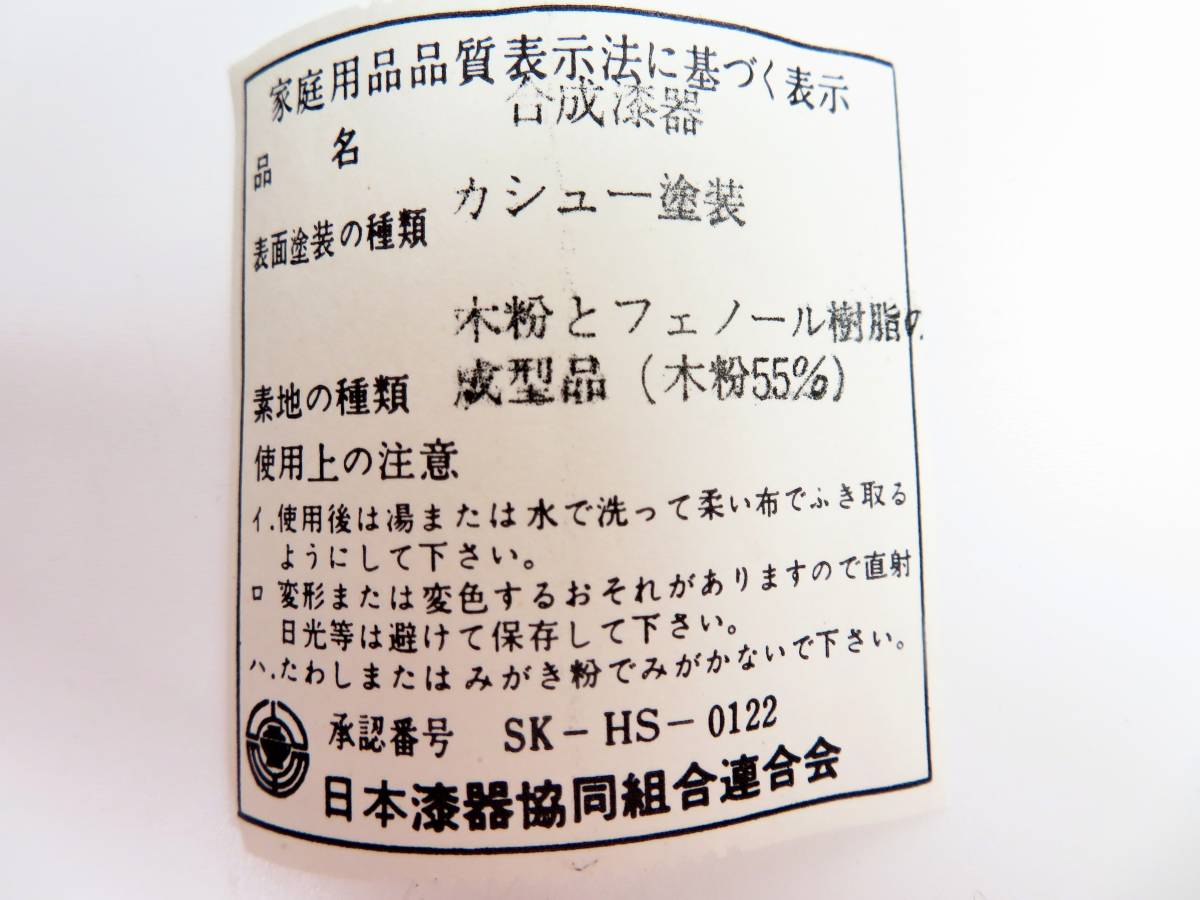 家庭用品品質表示法に基づく表示
品名 合成漆器
表面塗装の種類 カシュー塗装
木粉とフェノール樹脂の
素地の種類 成型品（木粉55%）
使用上の注意
イ.使用後は湯または水で洗って柔い布でふき取る
ようにして下さい。
ロ 変形または変色するおそれがありますので直射
日光等は避けて保存して下さい。
ハ.たわしまたはみがき粉でみがかないで下さい。
承認番号 SK-HS-0122
日本漆器協同組合連合会